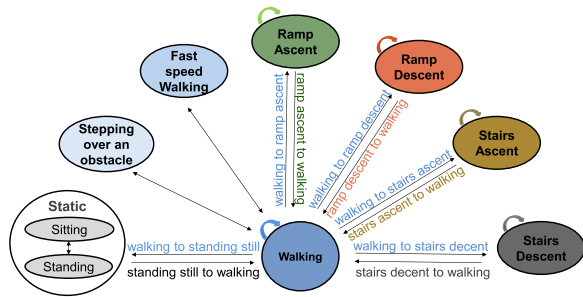 Ramp
Ascent
Fast
speed
Walking
Ramp
Descent
Stepping
over an
obstacle
Stairs
Ascent
walking to ramp ascent
ramp ascent to walking
walking to ramp descent
ramp descent to walking
walking to stairs ascent
stairs ascent to walking
Static
Sitting
Standing
walking to standing still
standing still to walking
Walking
walking to stairs decent
stairs decent to walking
Stairs
Descent